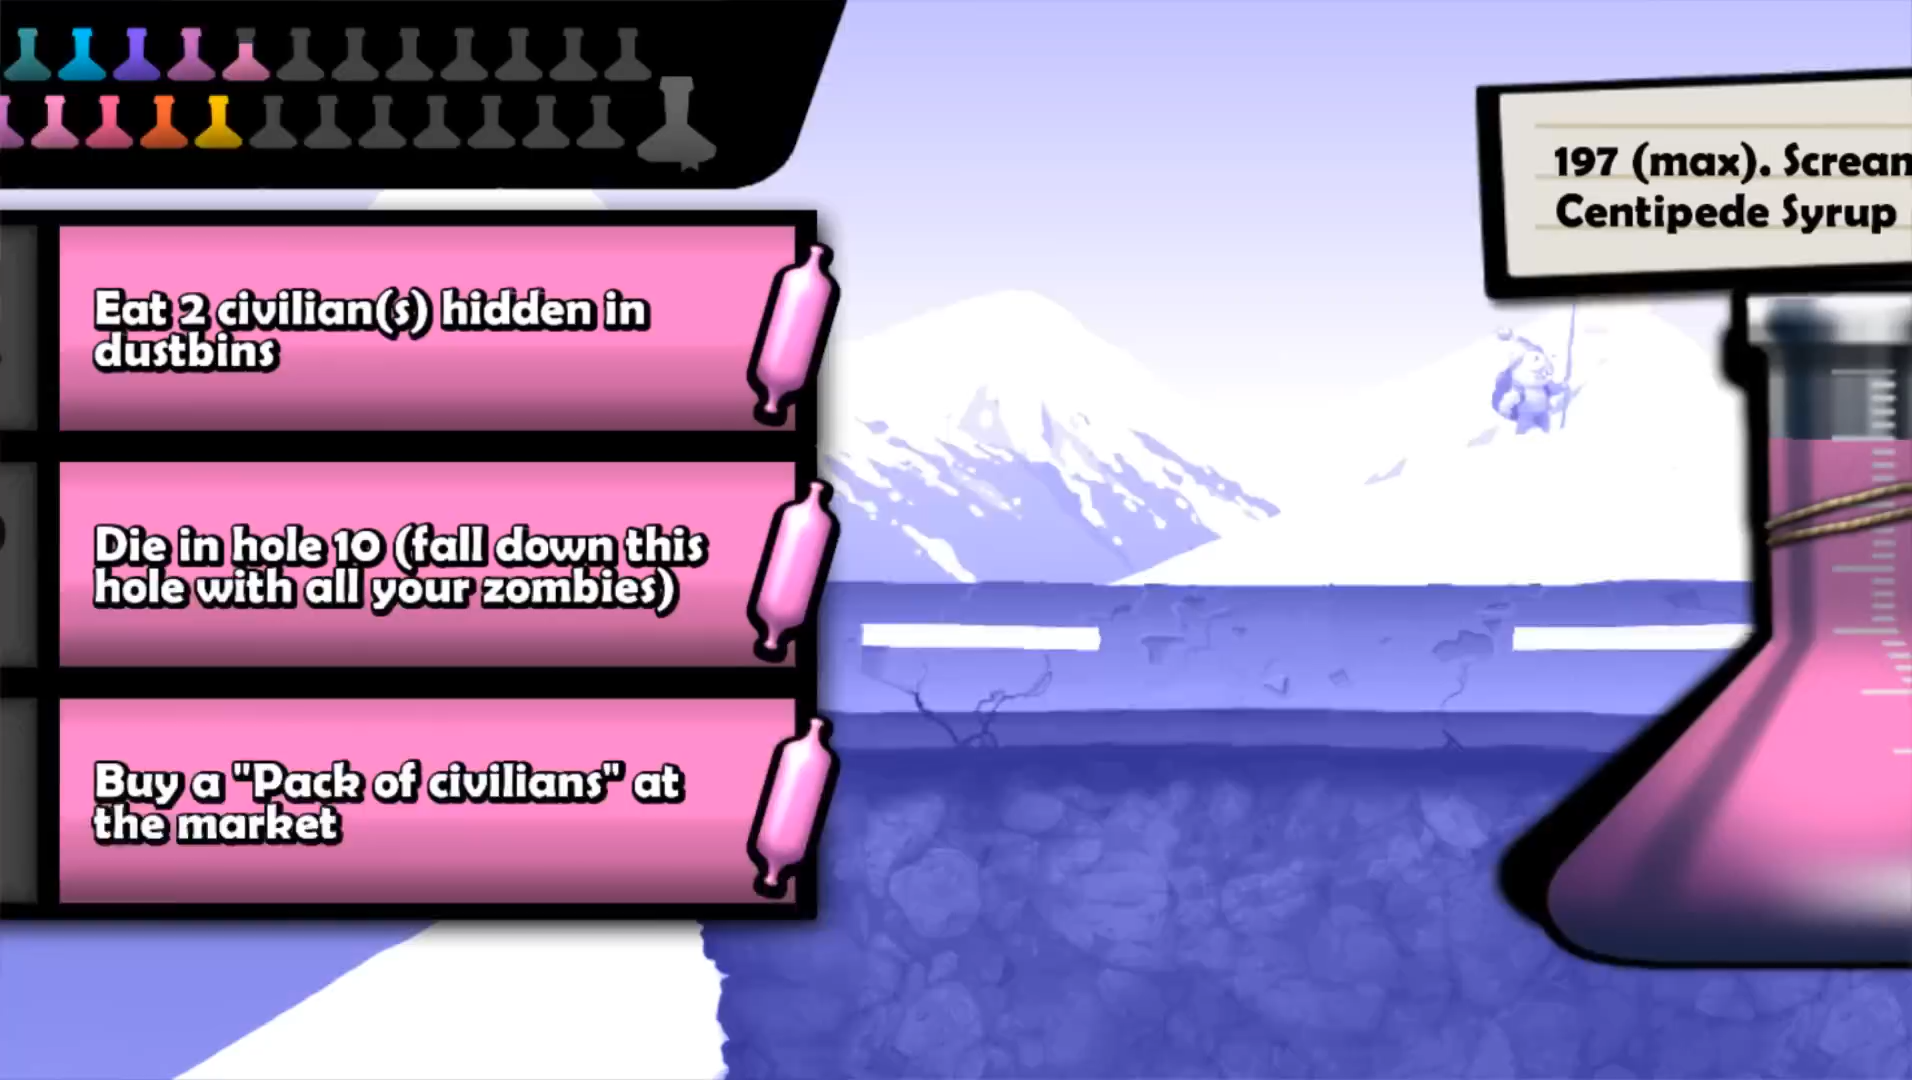 Eat 2 civilian(s) hidden in
dustbins
Die in hole 10 (fall down this
hole with all your zombies)
Buy a "Pack of civilians" at
the market
197 (max).
Centipede Syrup